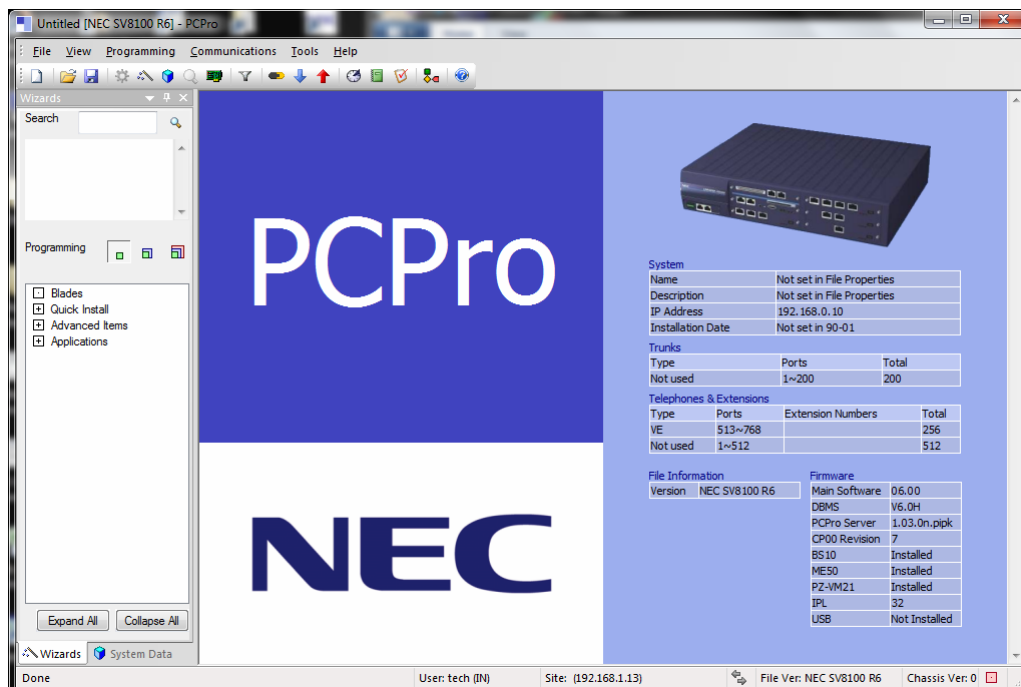 Untitled [NEC SV8100 R6] - PCPro
File View Programming Communications Tools Help
Wizards
Search
Programming
Blades
Quick Install
Advanced Items
Applications
Expand All Collapse All
Wizards System Data
PCPro
NEC
System
Name Not set in File Properties
Description Not set in File Properties
IP Address 192.168.0.10
Installation Date Not set in 90-01
Trunks
Type Ports Total
Not used 1~200 200
Telephones & Extensions
Type Ports Extension Numbers Total
VE 513~768 256
Not used 1~512 512
File Information
Version NEC SV8100 R6
Firmware
Main Software 06.00
DBMS V6.0H
PCPro Server 1.03.0n.pipk
CP00 Revision 7
BS10 Installed
ME50 Installed
PZ-VM21 Installed
IPL 32
USB Not Installed
Done User: tech (IN) Site: (192.168.1.13) File Ver: NEC SV8100 R6 Chassis Ver: 0